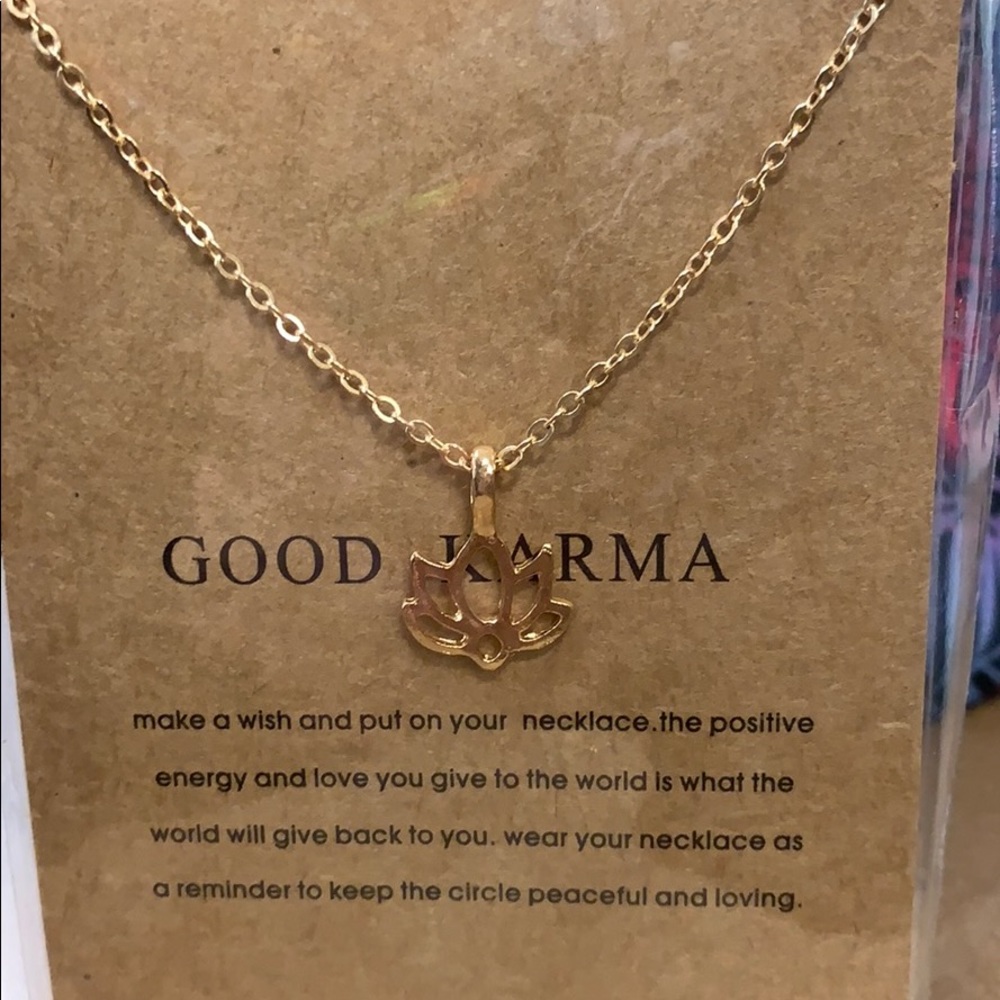 GOOD KARMA
make a wish and put on your necklace.the positive
energy and love you give to the world is what the
world will give back to you. wear your necklace as
a reminder to keep the circle peaceful and loving.